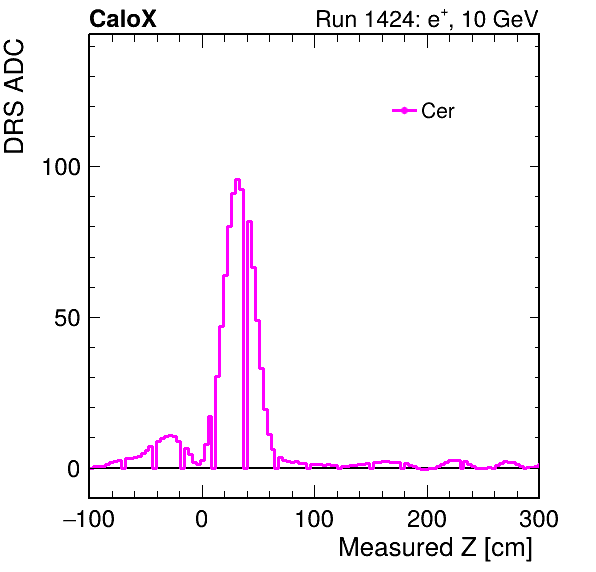 CaloX Run 1424: e⁺, 10 GeV
DRS ADC
Cer
100
50
0
−100 0 100 200 300
Measured Z [cm]